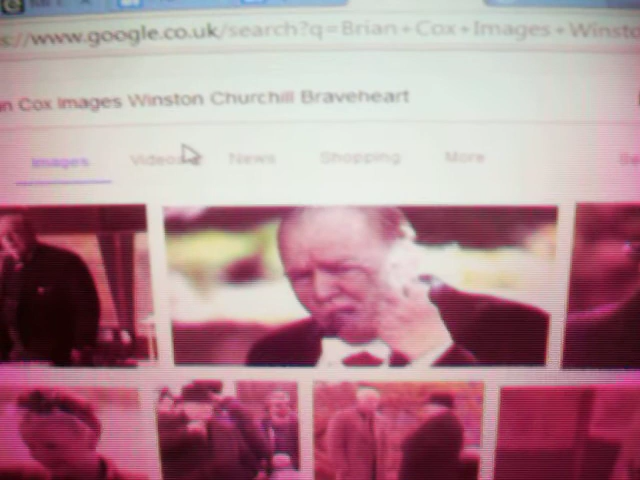 s://www.google.co.uk/search?q=Brian+Cox+Images+Winsto
n Cox Images Winston Churchill Braveheart
Images Videos News Shopping More